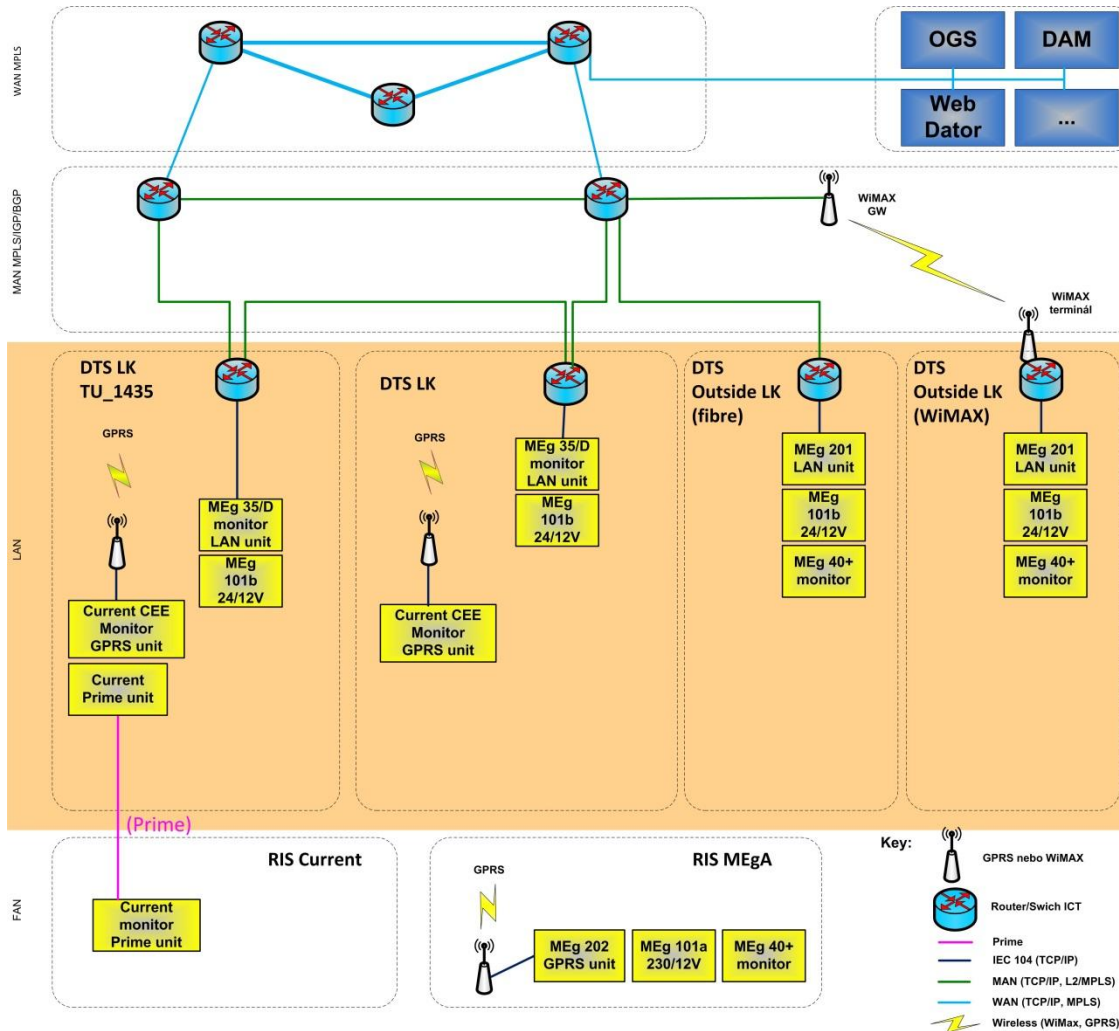 WAN MPLS
OGS
DAM
Web
Dator
...
MAN MPLS/IGP/BGP
WiMAX
GW
WiMAX
terminál
LAN
DTS LK
TU_1435
GPRS
MEg 35/D
monitor
LAN unit
MEg
101b
24/12V
Current CEE
Monitor
GPRS unit
Current
Prime unit
DTS LK
GPRS
MEg 35/D
monitor
LAN unit
MEg
101b
24/12V
Current CEE
Monitor
GPRS unit
DTS
Outside LK
(fibre)
MEg 201
LAN unit
MEg
101b
24/12V
MEg 40+
monitor
DTS
Outside LK
(WiMAX)
MEg 201
LAN unit
MEg
101b
24/12V
MEg 40+
monitor
(Prime)
FAN
RIS Current
Current
monitor
Prime unit
RIS MEgA
GPRS
MEg 202
GPRS unit
MEg 101a
230/12V
MEg 40+
monitor
Key:
GPRS nebo WiMAX
Router/Swich ICT
Prime
IEC 104 (TCP/IP)
MAN (TCP/IP, L2/MPLS)
WAN (TCP/IP, MPLS)
Wireless (WiMax, GPRS)